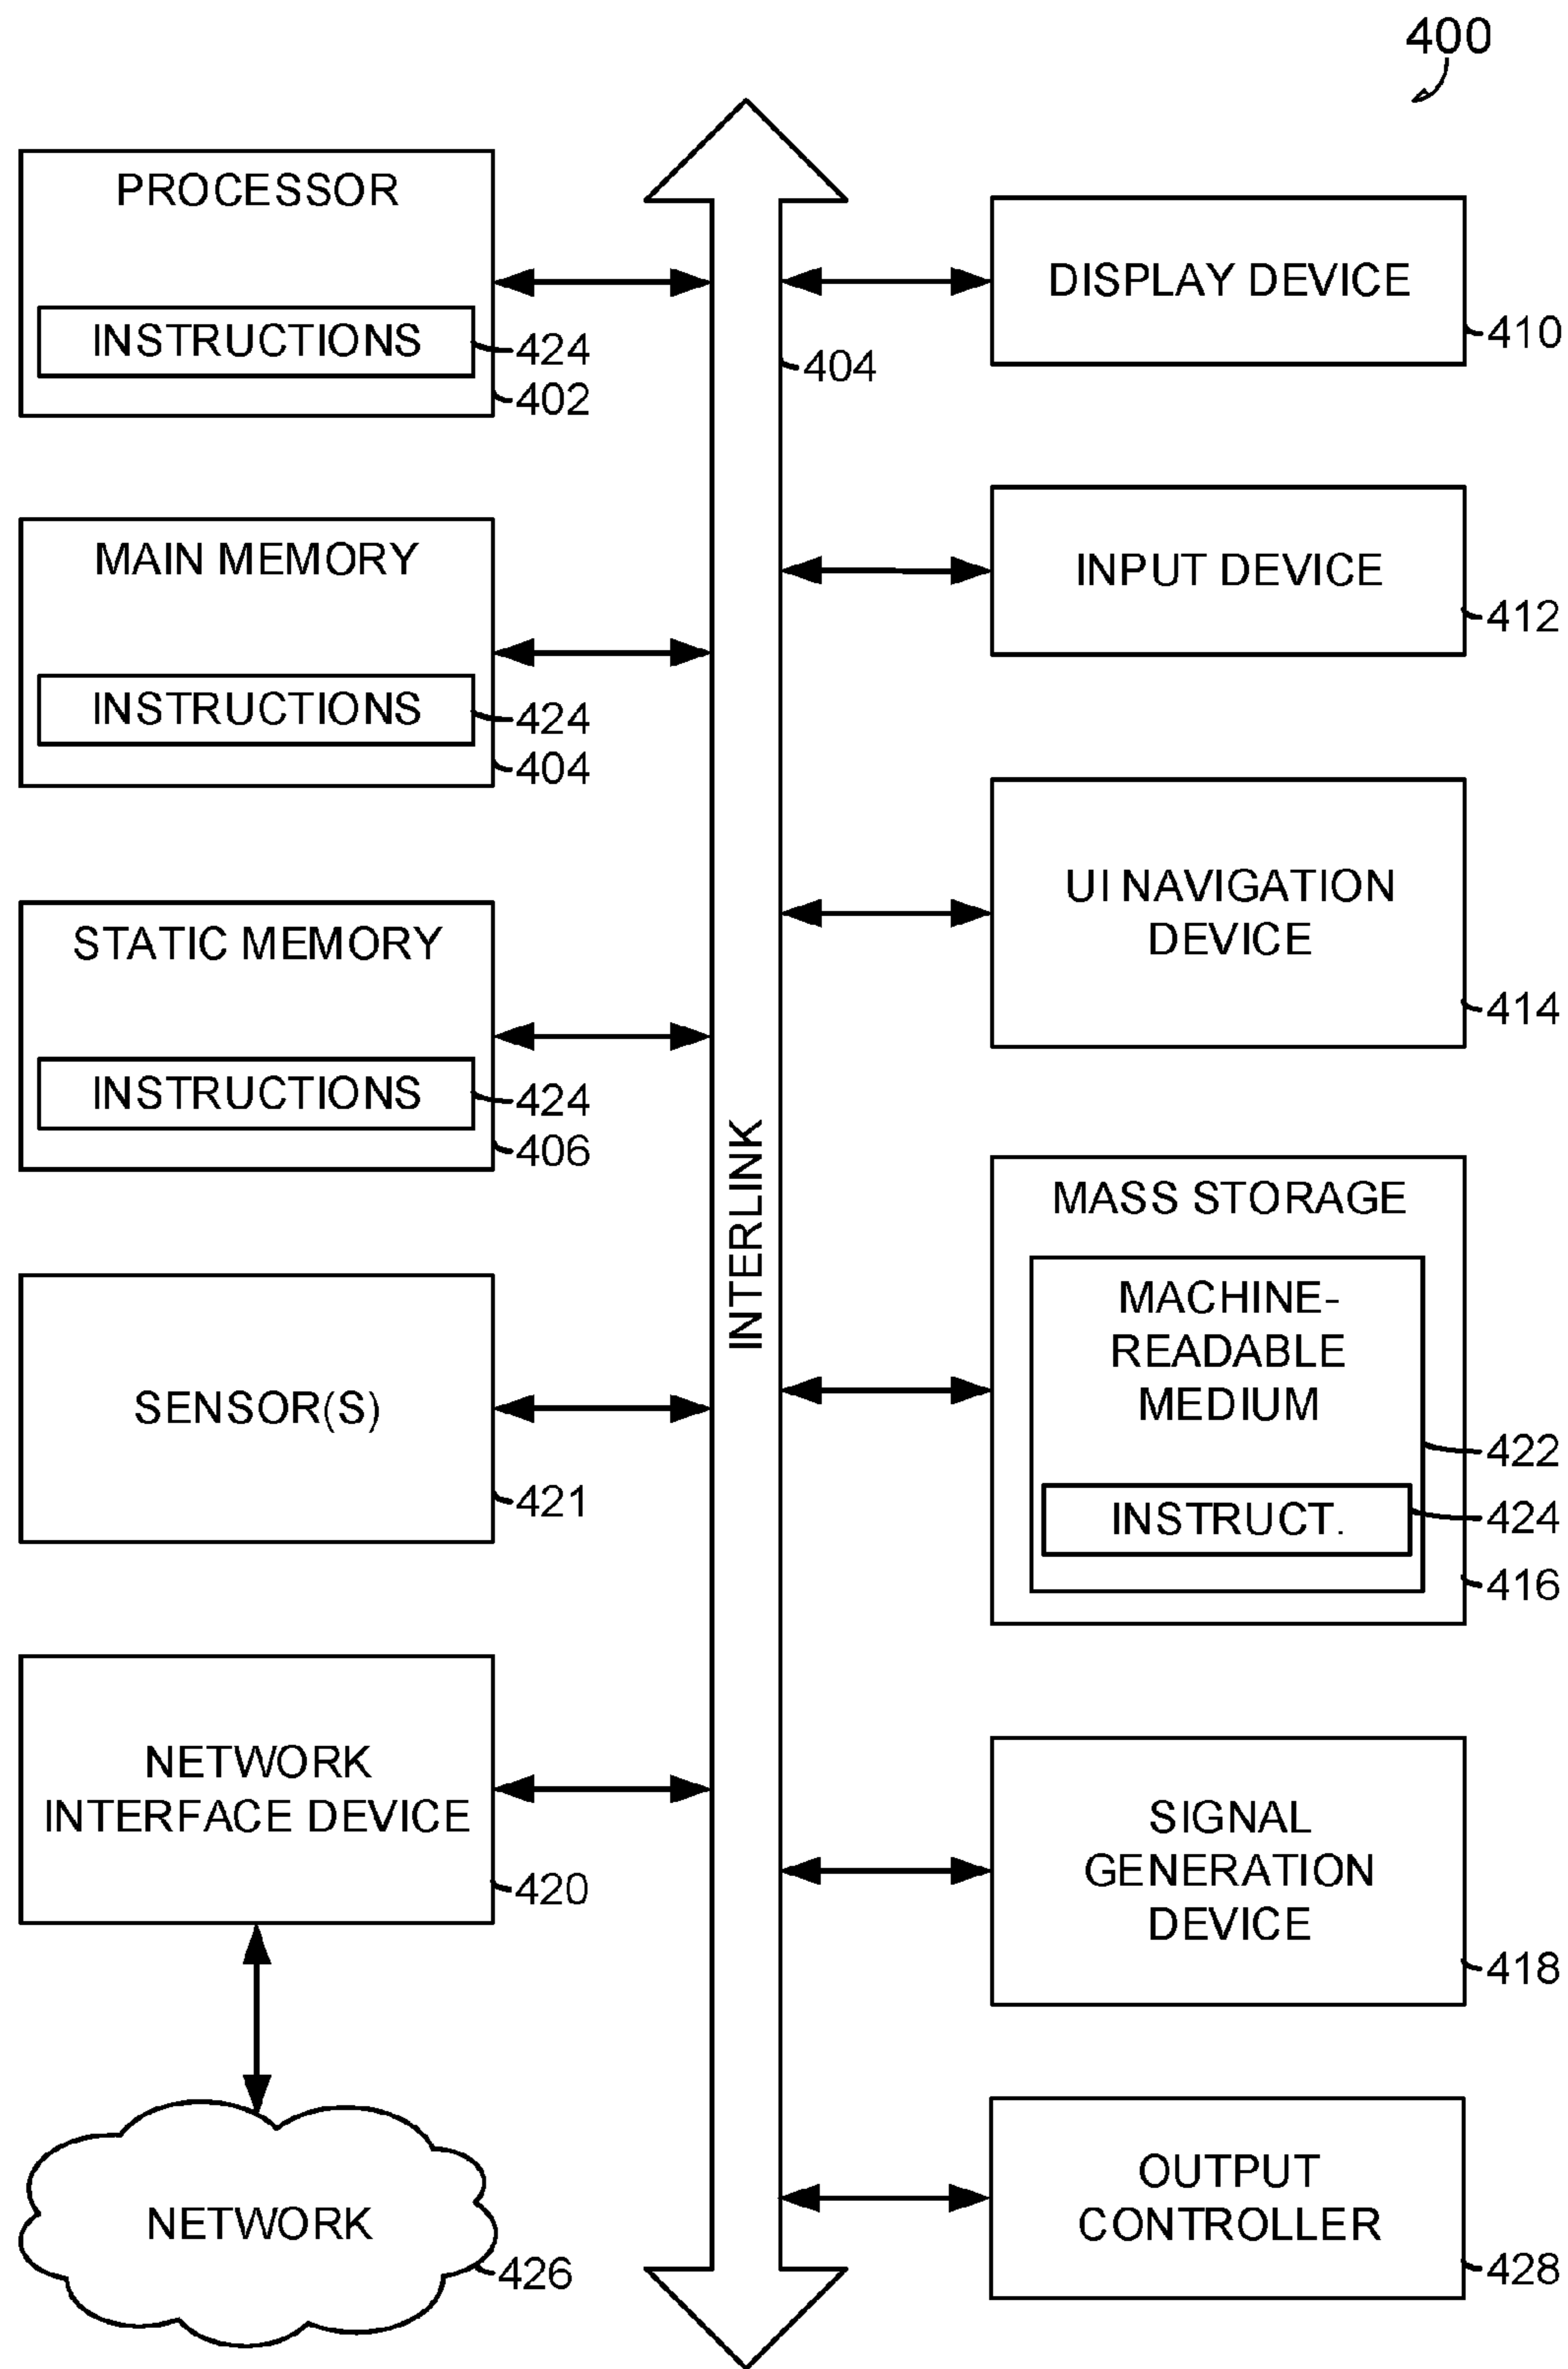 400
PROCESSOR
INSTRUCTIONS
424
402
MAIN MEMORY
INSTRUCTIONS
424
404
STATIC MEMORY
INSTRUCTIONS
424
406
SENSOR(S)
421
NETWORK
INTERFACE DEVICE
420
NETWORK
426
INTERLINK
404
DISPLAY DEVICE
410
INPUT DEVICE
412
UI NAVIGATION
DEVICE
414
MASS STORAGE
MACHINE-
READABLE
MEDIUM
422
INSTRUCT.
424
416
SIGNAL
GENERATION
DEVICE
418
OUTPUT
CONTROLLER
428